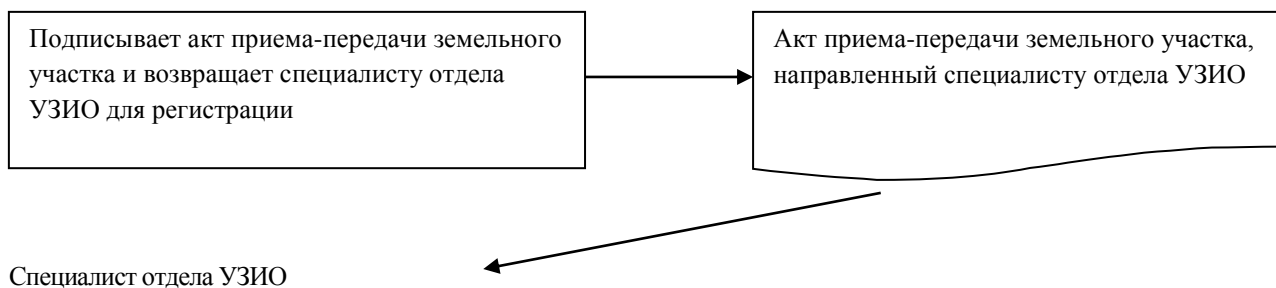 Подписывает акт приема-передачи земельного
участка и возвращает специалисту отдела
УЗИО для регистрации
Акт приема-передачи земельного участка,
направленный специалисту отдела УЗИО
Специалист отдела УЗИО